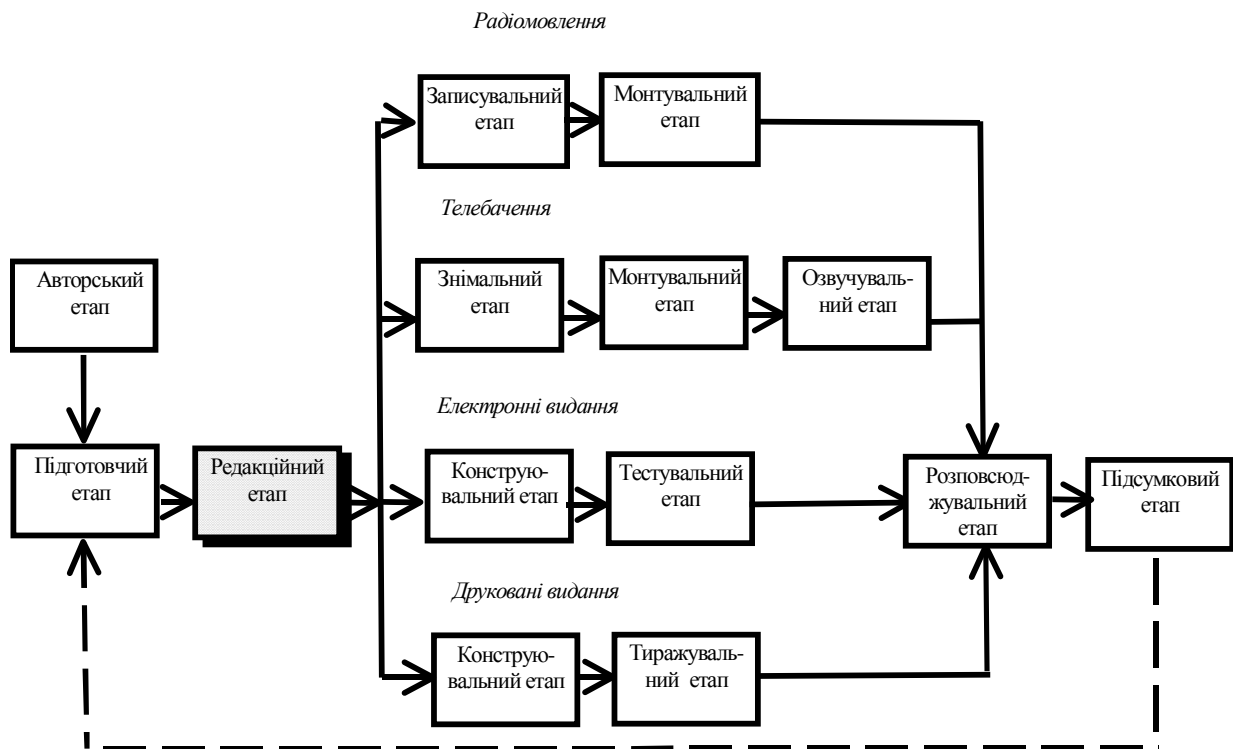 Радіомовлення
Записувальний
етап
Монтувальний
етап
Телебачення
Авторський
етап
Знімальний
етап
Монтувальний
етап
Озвучуваль-
ний етап
Електронні видання
Підготовчий
етап
Редакційний
етап
Конструю-
вальний етап
Тестувальний
етап
Розповсюд-
жувальний
етап
Підсумковий
етап
Друковані видання
Конструю-
вальний етап
Тиражуваль-
ний етап